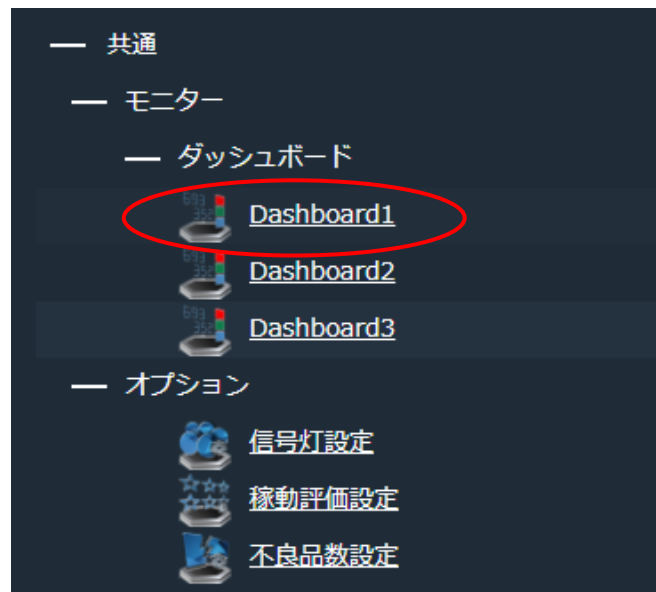 共通
モニター
ダッシュボード
Dashboard1
Dashboard2
Dashboard3
オプション
信号灯設定
稼動評価設定
不良品数設定